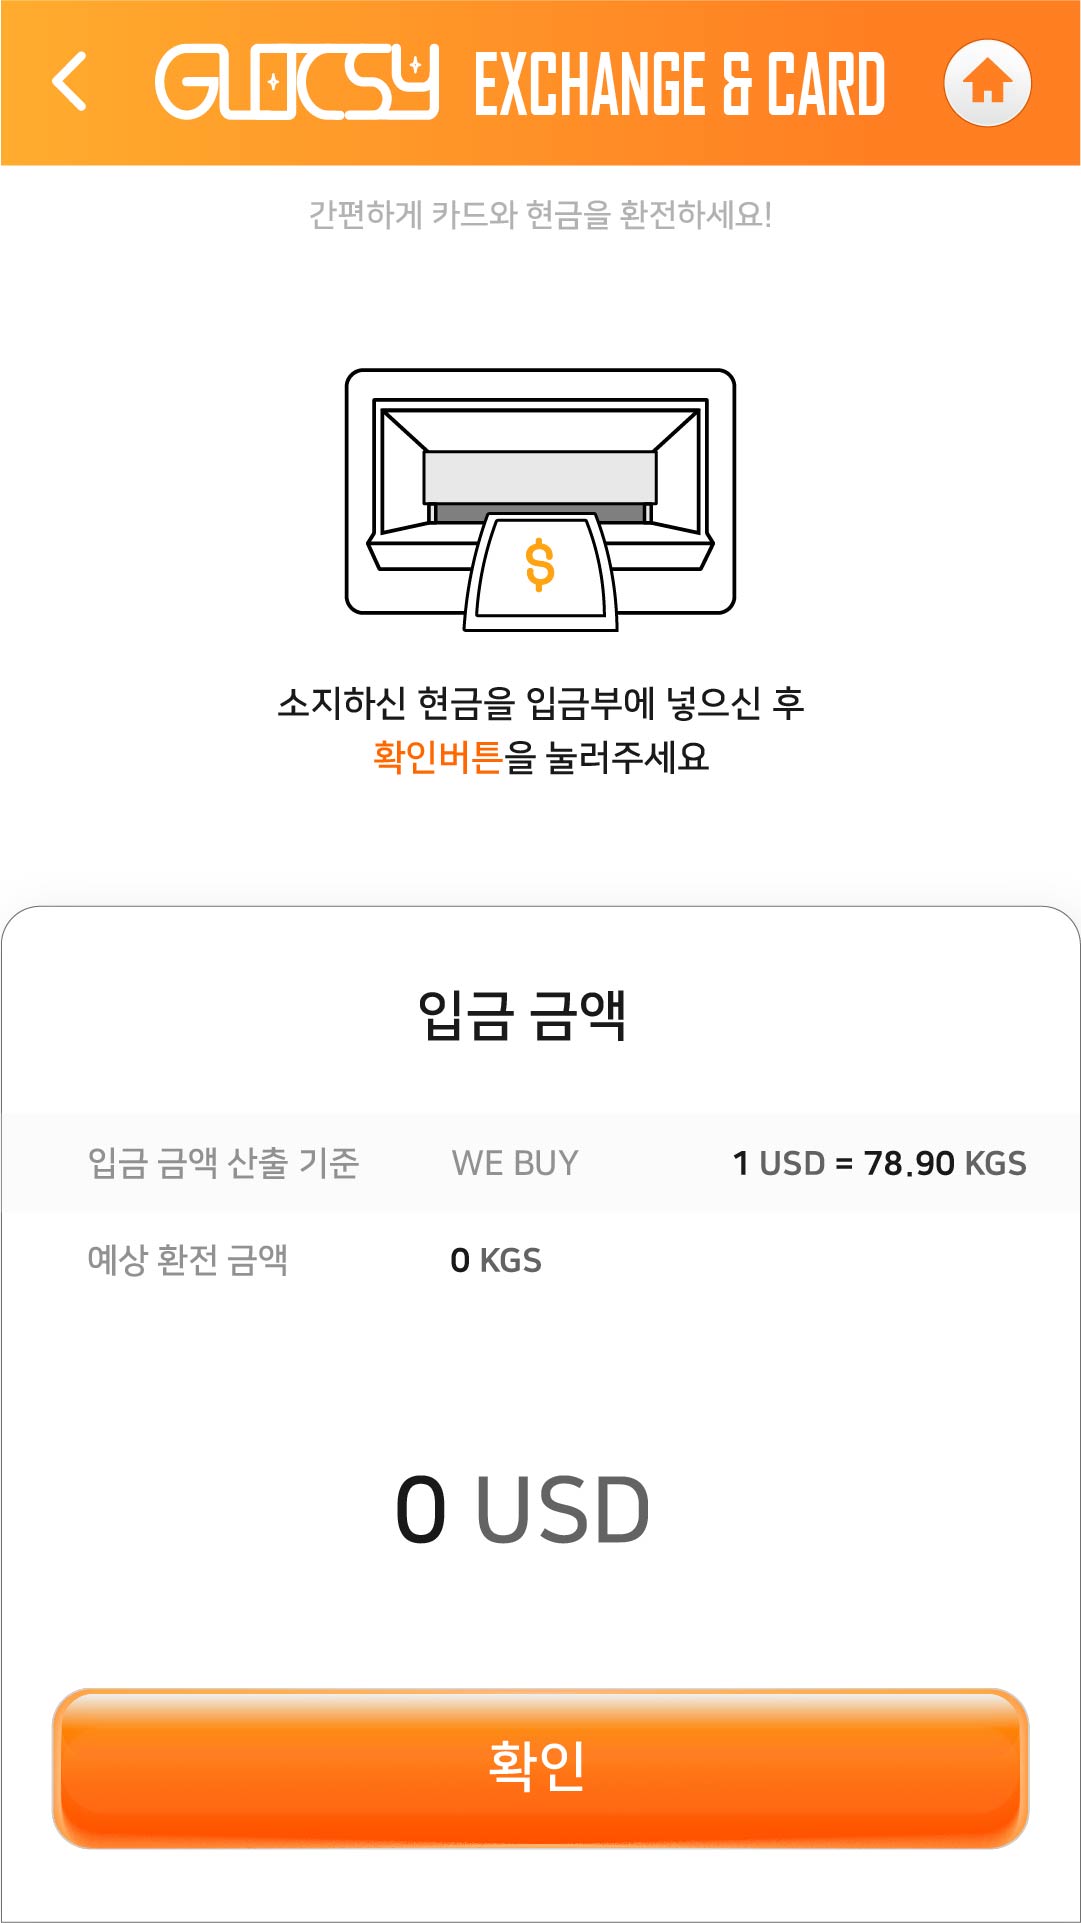 GLOCSY EXCHANGE & CARD
간편하게 카드와 현금을 환전하세요!
$
소지하신 현금을 입금부에 넣으신 후
확인버튼을 눌러주세요
입금 금액
입금 금액 산출 기준 WE BUY 1 USD = 78.90 KGS
예상 환전 금액 0 KGS
0 USD
확인